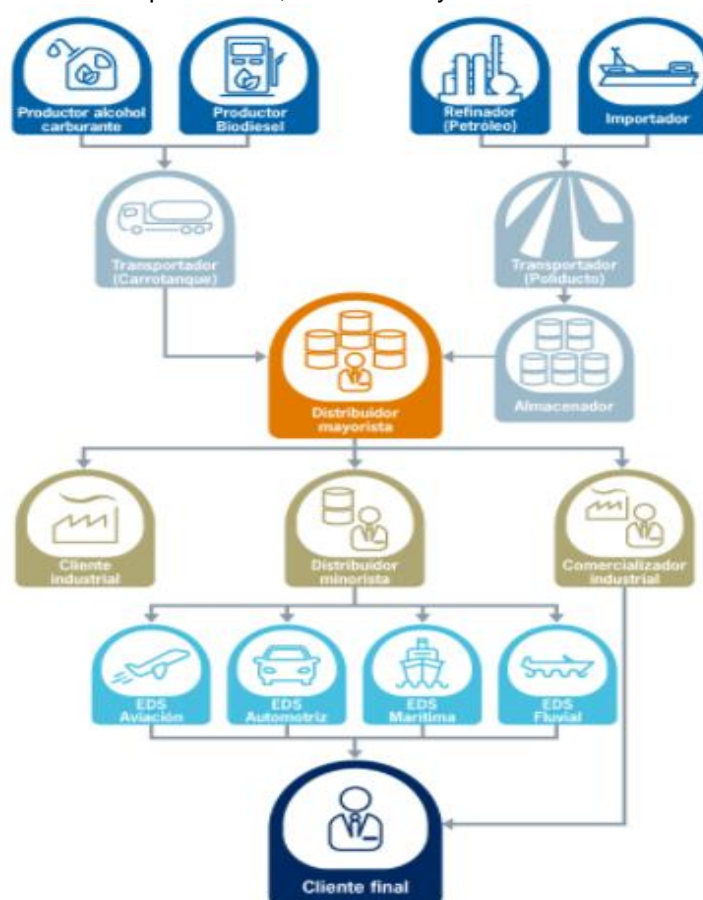 Productor alcohol
carburante
Productor
Biodiesel
Refinador
(Petróleo)
Importador
Transportador
(Carrotanque)
Transportador
(Poliducto)
Distribuidor
mayorista
Almacenador
Cliente
industrial
Distribuidor
minorista
Comercializador
industrial
EDS
Aviación
EDS
Automotriz
EDS
Marítima
EDS
Fluvial
Cliente final